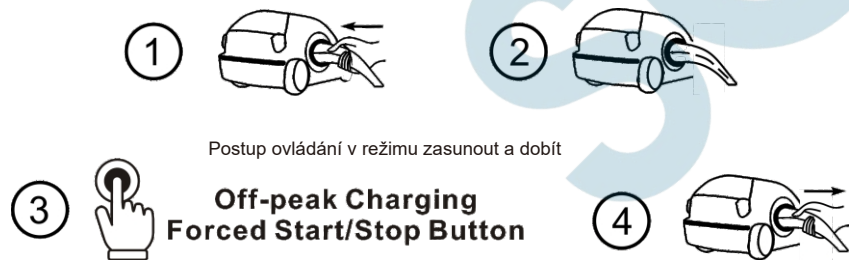 1
2
Postup ovládání v režimu zasunout a dobít
3
Off-peak Charging
Forced Start/Stop Button
4